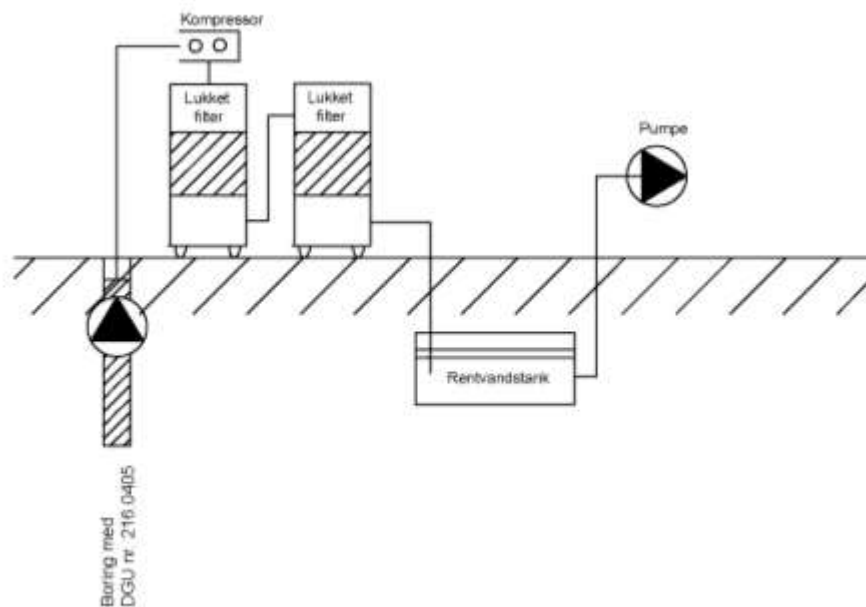 Kompressor
Lukket
filter
Lukket
filter
Pumpe
Rentvandstank
Boring med
DGU nr. 216.0405